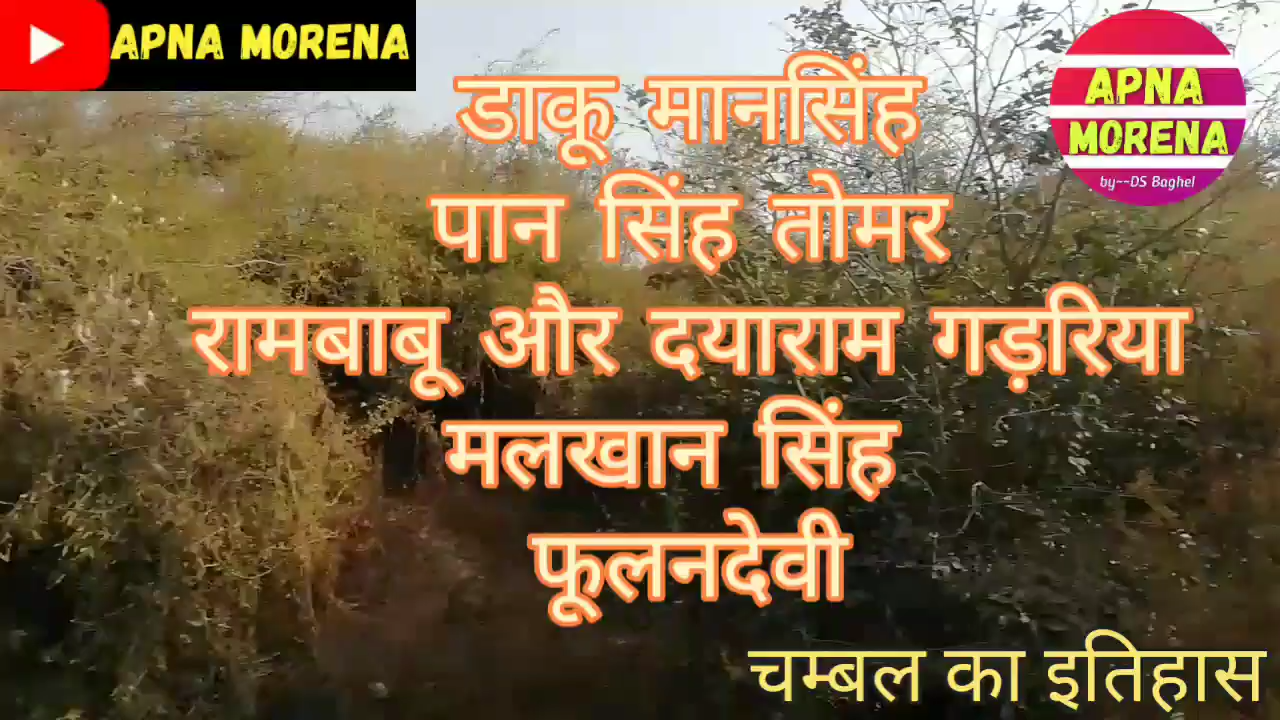 APNA MORENA
डाकू मानसिंह
पान सिंह तोमर
रामबाबू और दयाराम गड़रिया
मलखान सिंह
फूलनदेवी
चम्बल का इतिहास
APNA
MORENA
by--DS Baghel